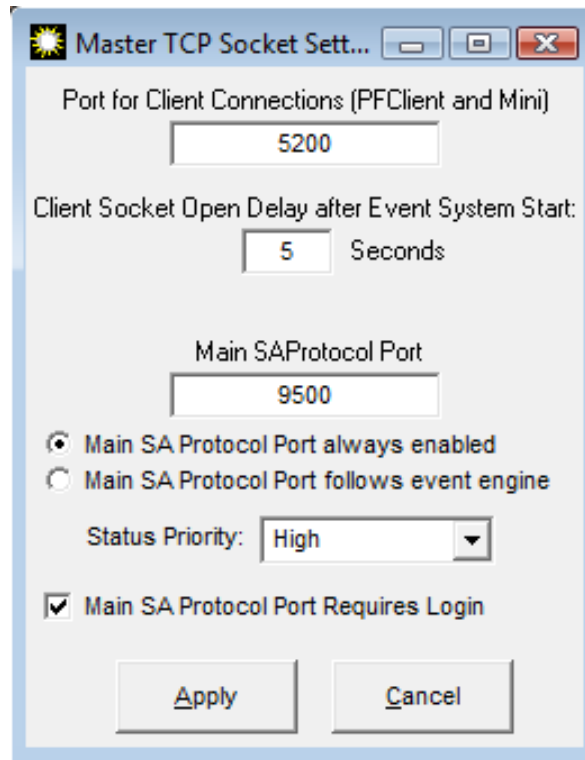 Master TCP Socket Sett...
Port for Client Connections (PFClient and Mini)
5200
Client Socket Open Delay after Event System Start:
5 Seconds
Main SAProtocol Port
9500
Main SA Protocol Port always enabled
Main SA Protocol Port follows event engine
Status Priority: High
Main SA Protocol Port Requires Login
Apply Cancel